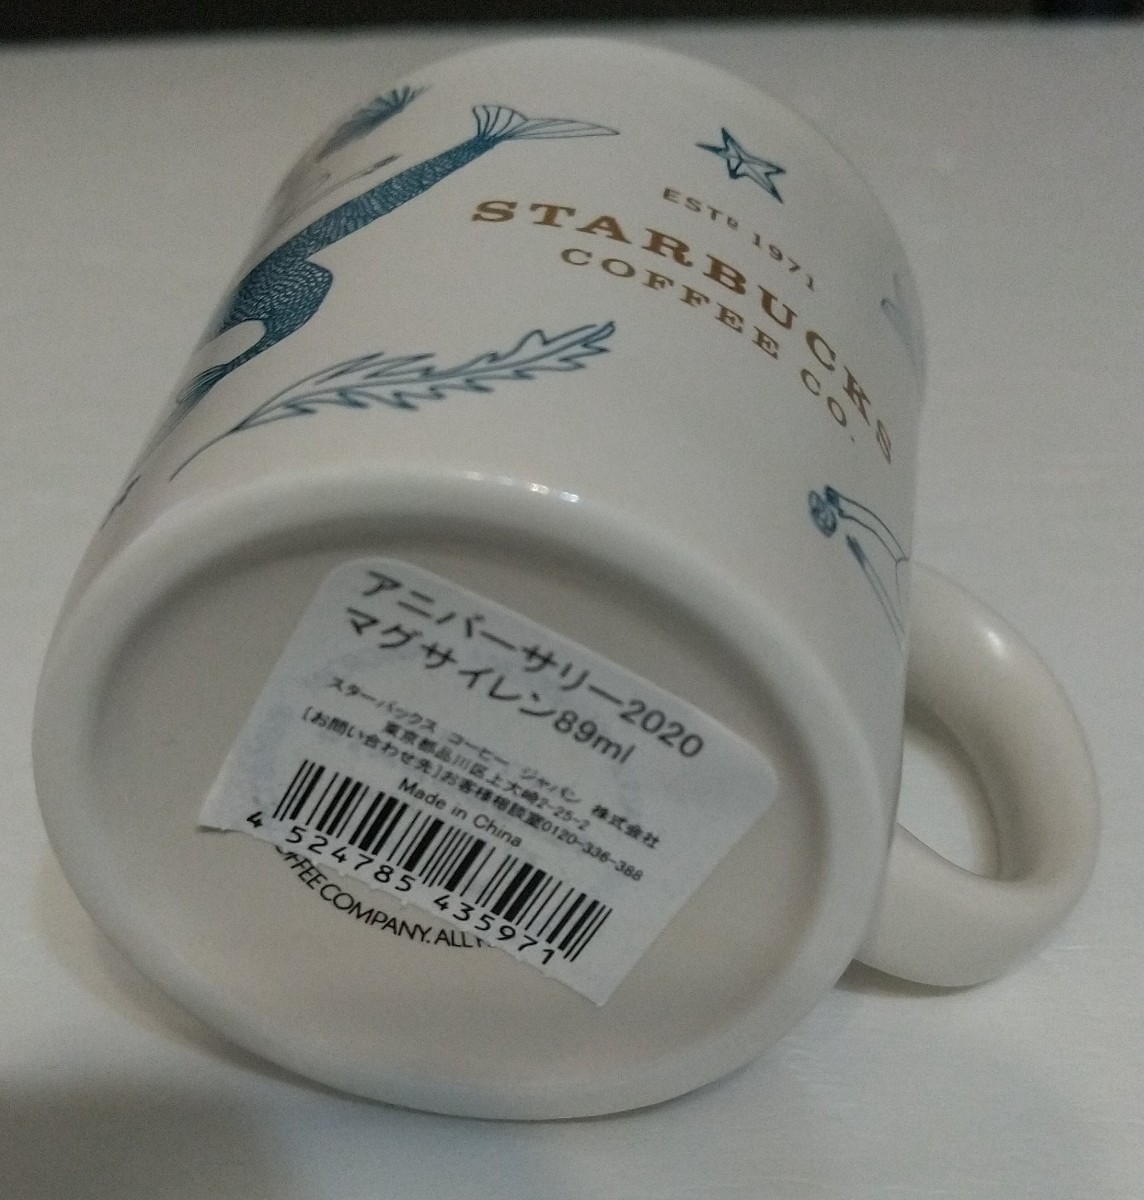 ESTD 1971
STARBUCKS
COFFEE CO.
アニバーサリー2020
マグサイレン89ml
スターバックス コーヒー ジャパン 株式会社
東京都品川区上大崎2-25-2
[お問い合わせ先]お客様相談室0120-336-388
Made in China
4 524785 435971
COMPANY. ALL